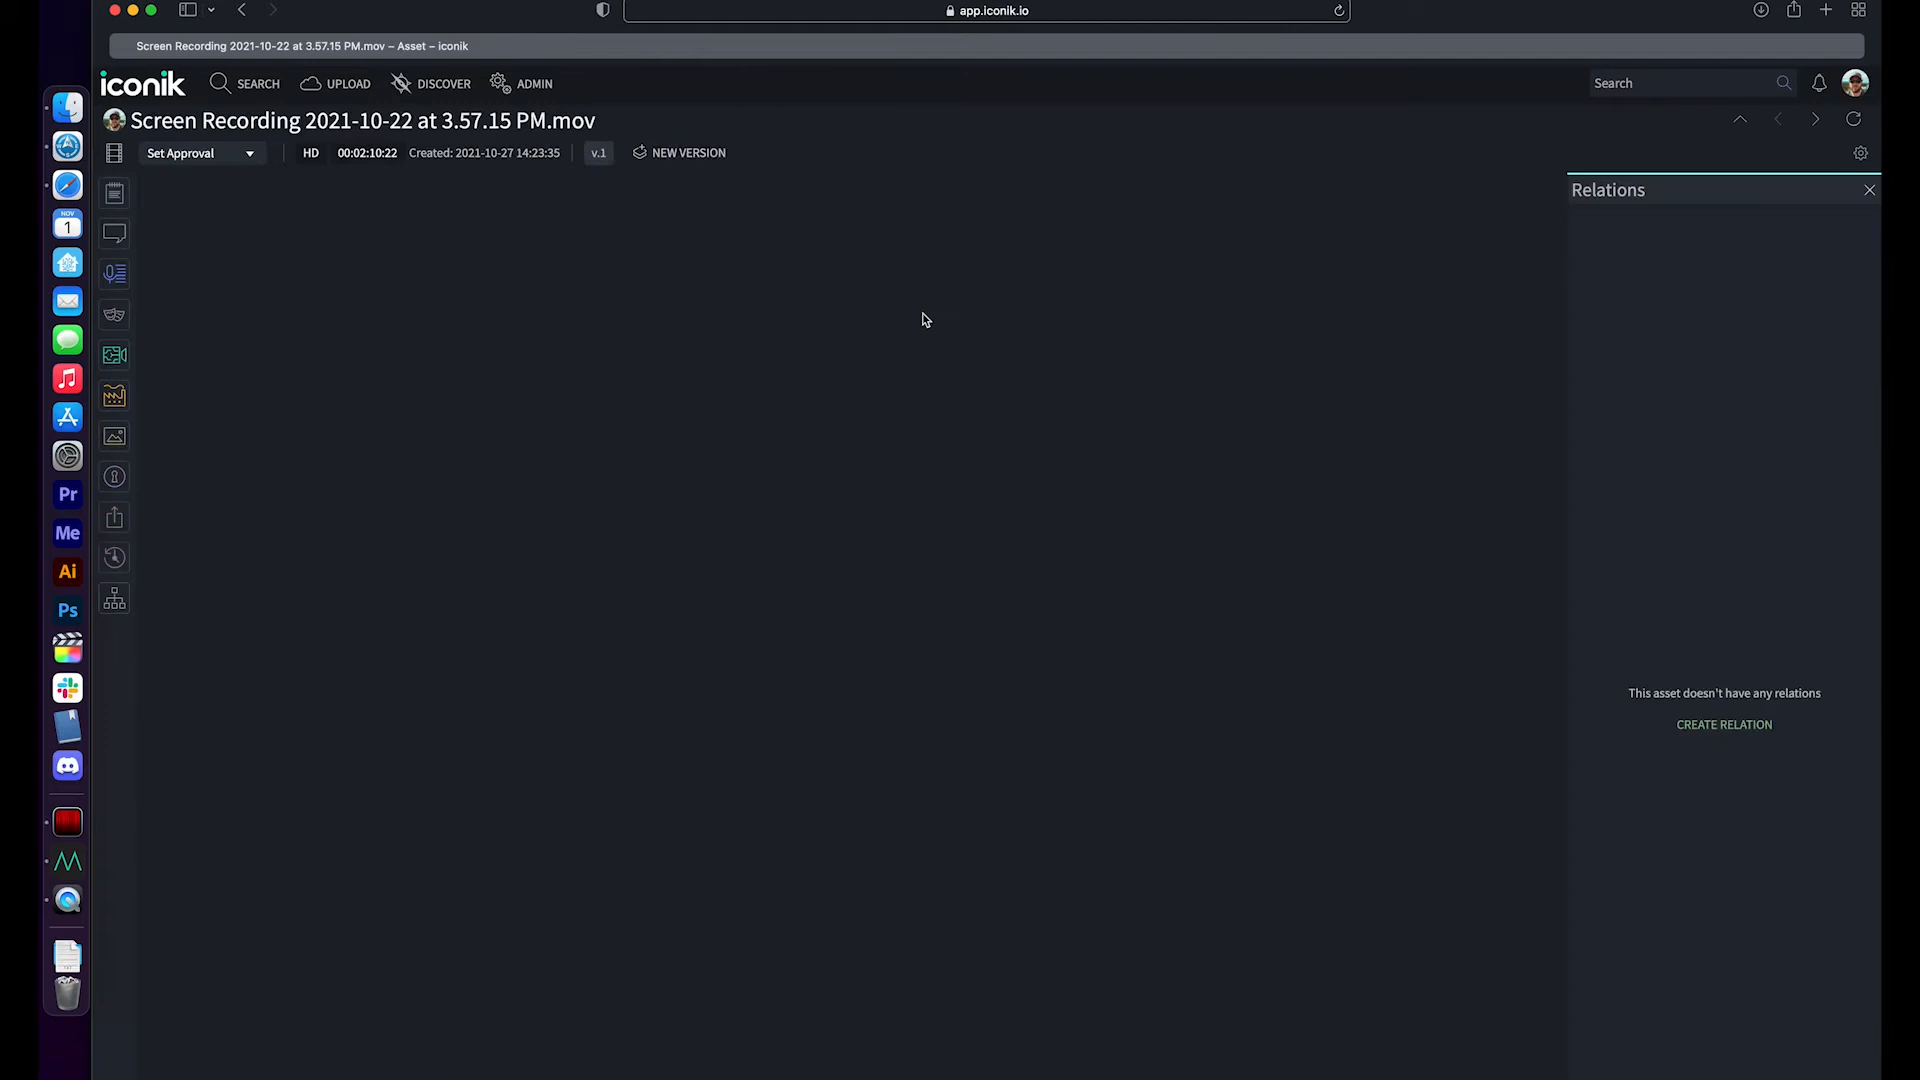 app.iconik.io
Screen Recording 2021-10-22 at 3.57.15 PM.mov – Asset – iconik
iconik SEARCH UPLOAD DISCOVER ADMIN Search
Screen Recording 2021-10-22 at 3.57.15 PM.mov
Set Approval HD 00:02:10:22 Created: 2021-10-27 14:23:35 v.1 NEW VERSION
Relations
NOV
1
Pr
Me
Ai
Ps
This asset doesn't have any relations
CREATE RELATION